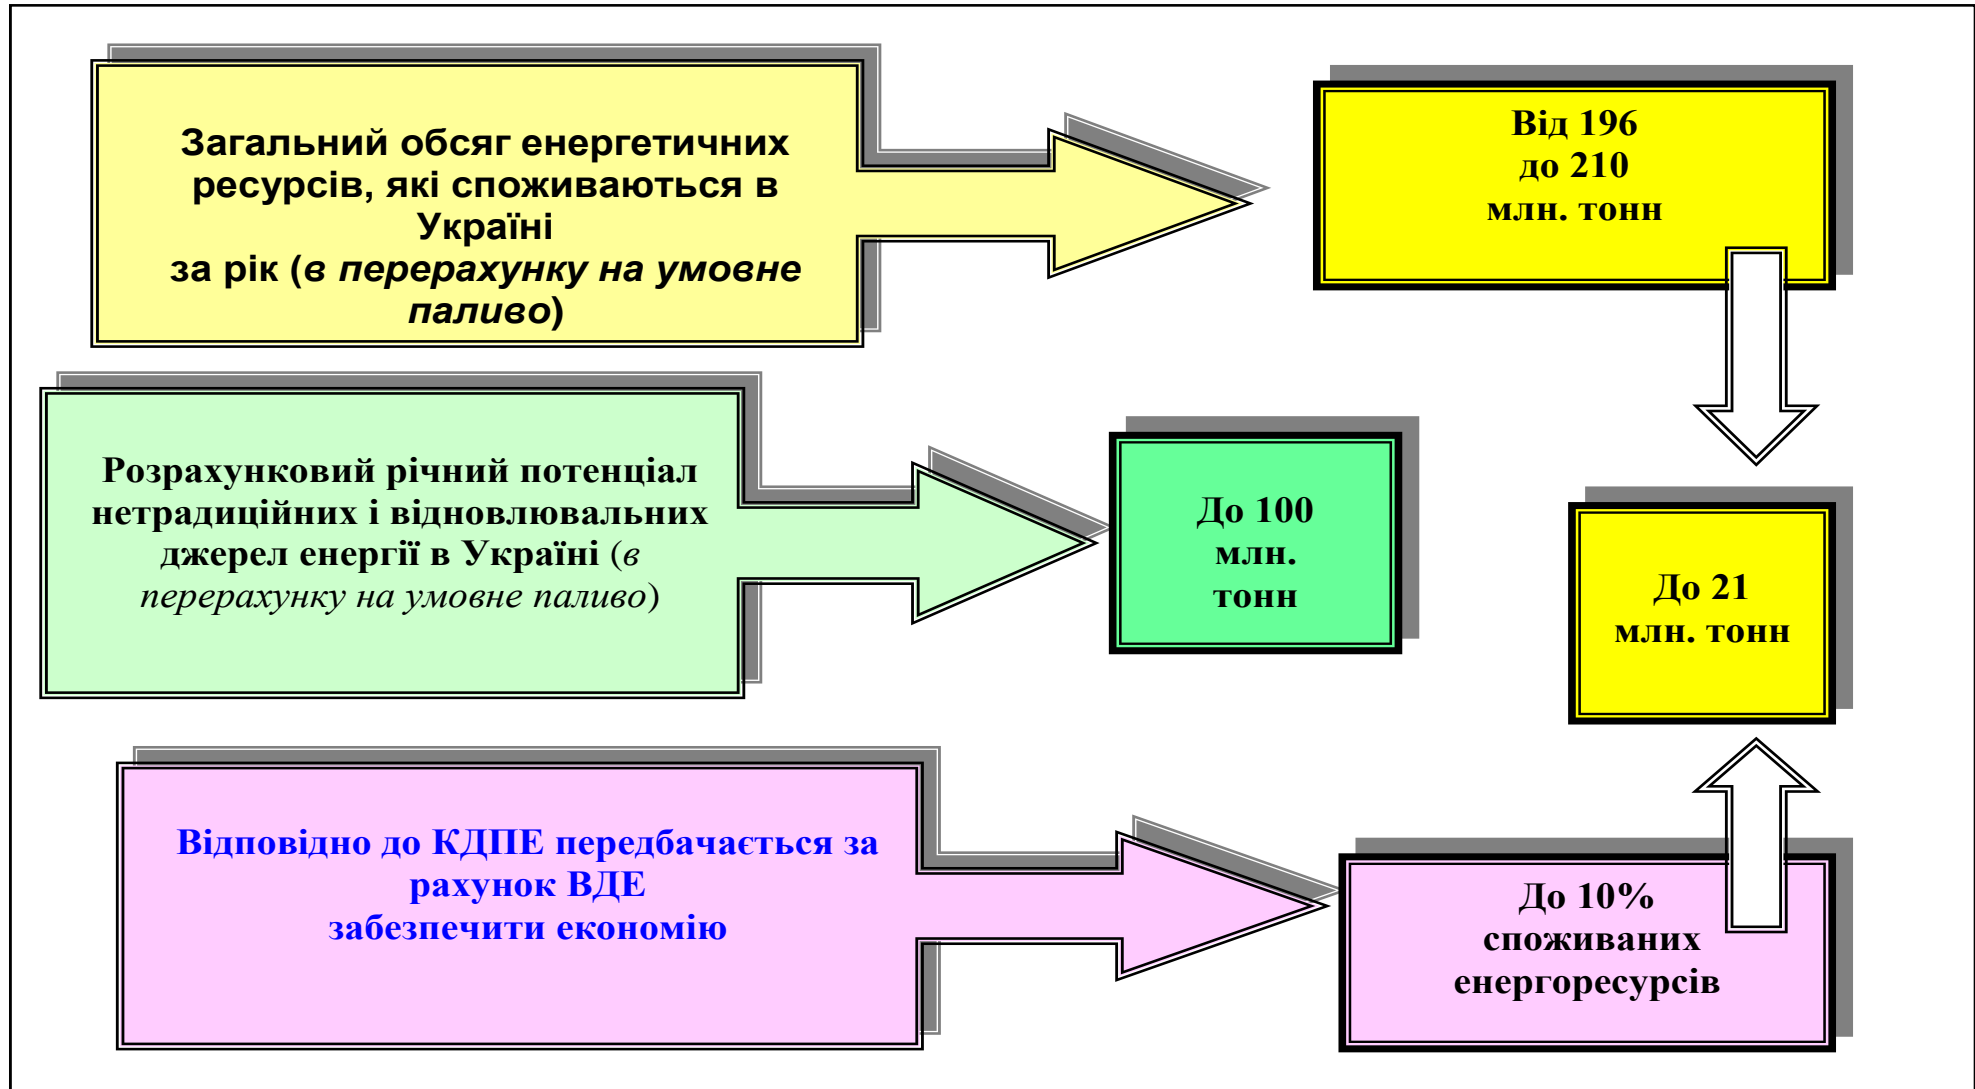 Загальний обсяг енергетичних
ресурсів, які споживаються в
Україні
за рік (в перерахунку на умовне
паливо)
Від 196
до 210
млн. тонн
Розрахунковий річний потенціал
нетрадиційних і відновлювальних
джерел енергії в Україні (в
перерахунку на умовне паливо)
До 100
млн.
тонн
До 21
млн. тонн
Відповідно до КДПЕ передбачається за
рахунок ВДЕ
забезпечити економію
До 10%
споживаних
енергоресурсів